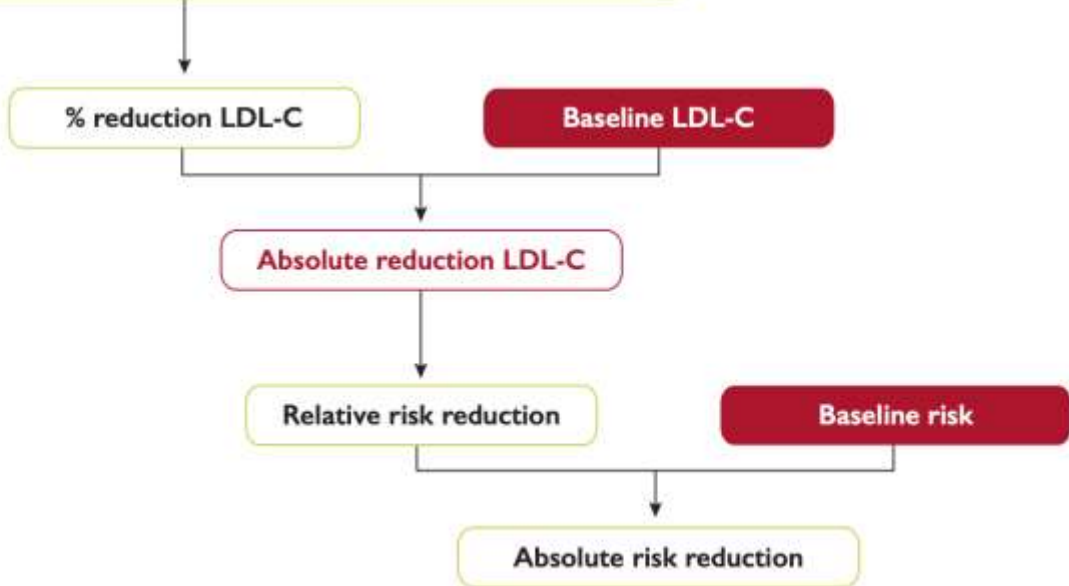 % reduction LDL-C
Baseline LDL-C
Absolute reduction LDL-C
Relative risk reduction
Baseline risk
Absolute risk reduction